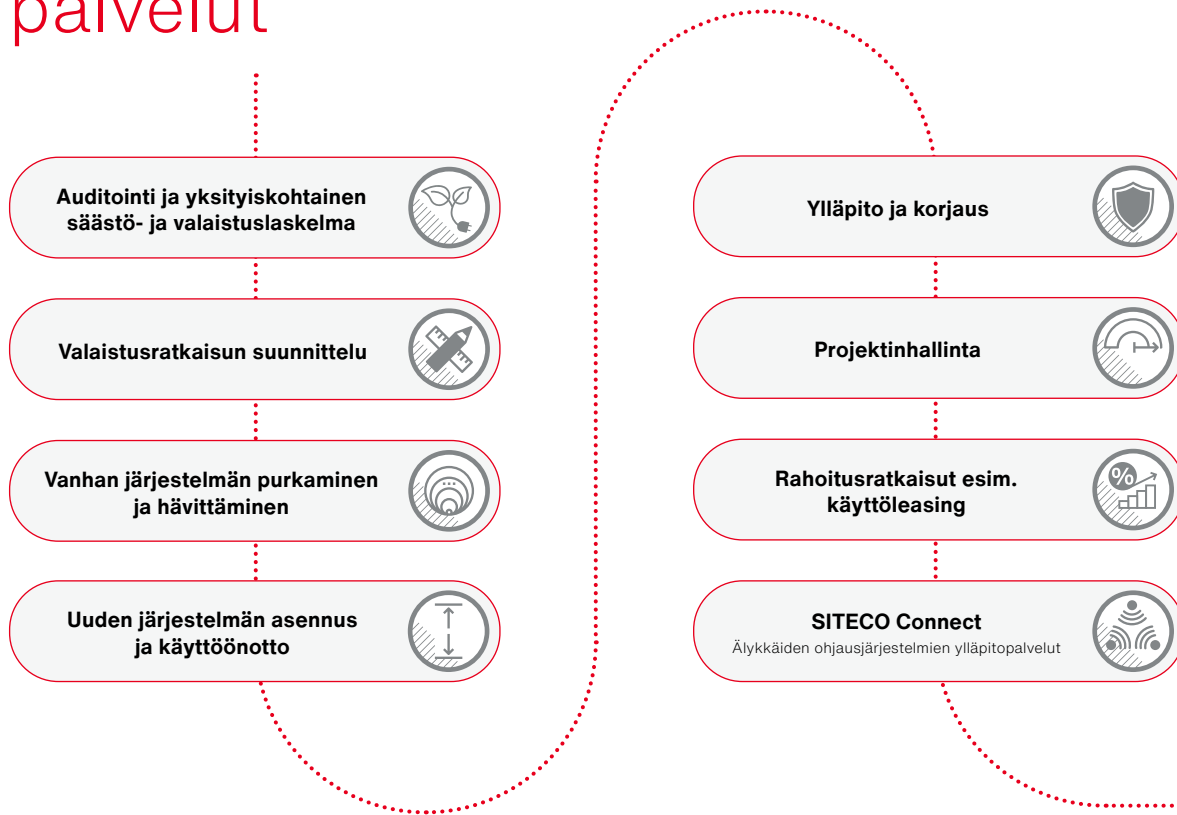 palvelut
Auditointi ja yksityiskohtainen
säästö- ja valaistuslaskelma
Valaistusratkaisun suunnittelu
Vanhan järjestelmän purkaminen
ja hävittäminen
Uuden järjestelmän asennus
ja käyttöönotto
Ylläpito ja korjaus
Projektinhallinta
Rahoitusratkaisut esim.
käyttöleasing
%
SITECO Connect
Älykkäiden ohjausjärjestelmien ylläpitopalvelut